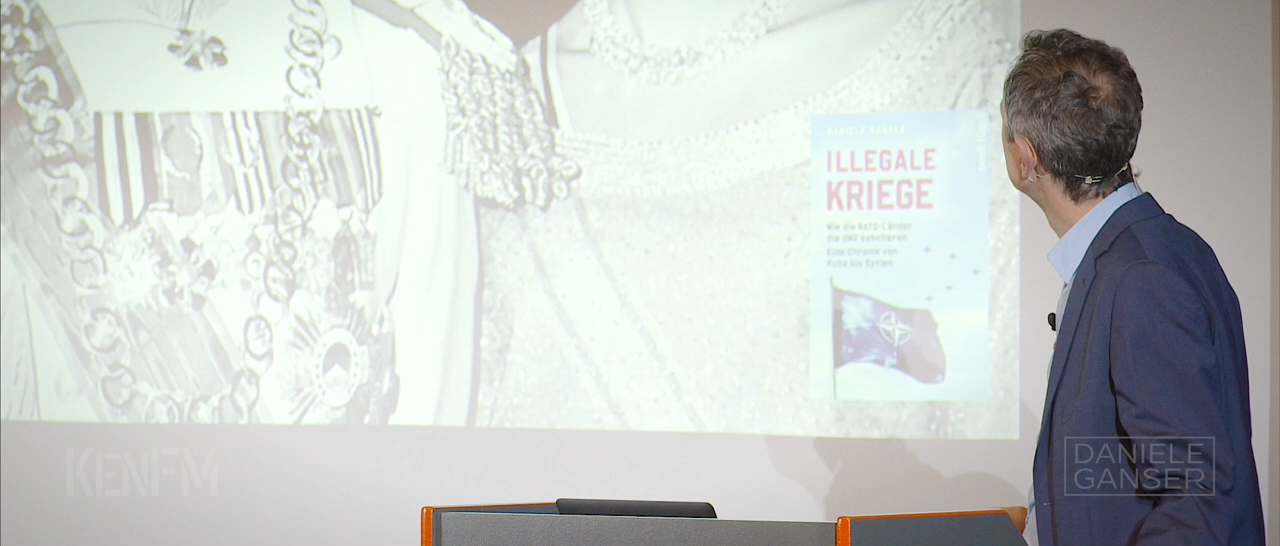 DANIELE GANSER
ILLEGALE
KRIEGE
Wie die NATO-Länder
die UNO sabotieren
Eine Chronik von
Kuba bis Syrien
KENFM
DANIELE
GANSER